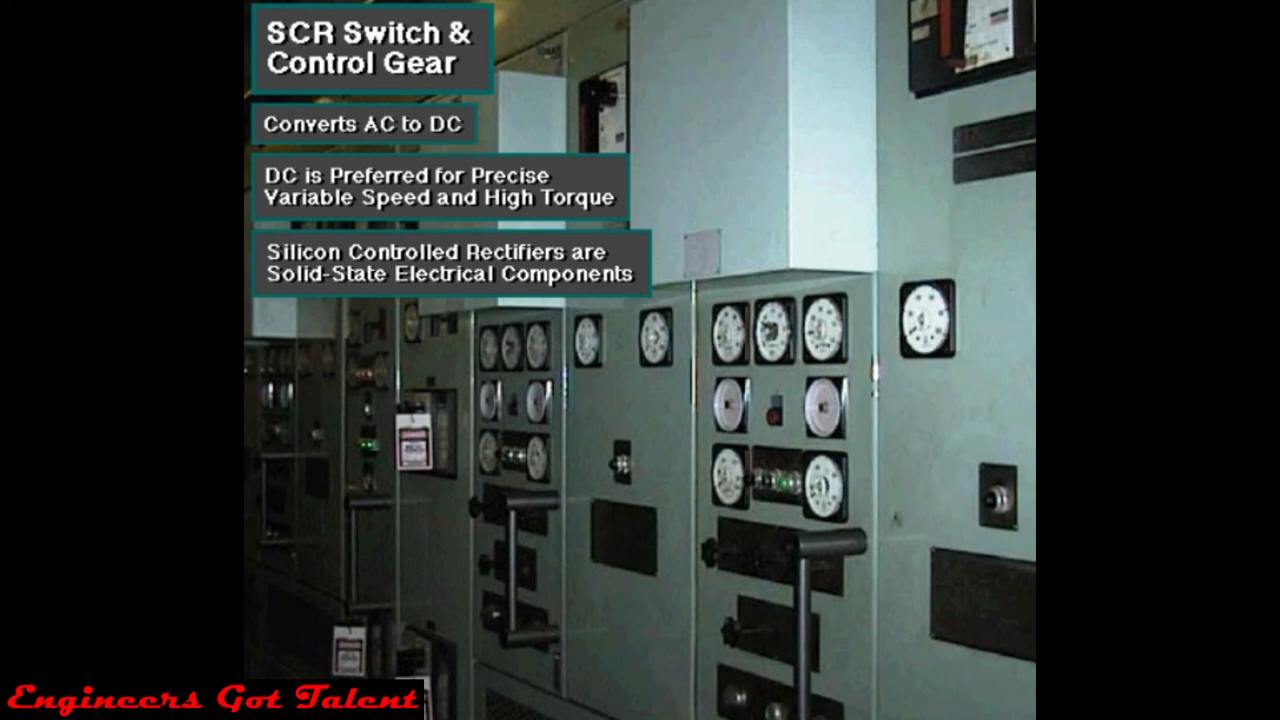 SCR Switch &
Control Gear
Converts AC to DC
DC is Preferred for Precise
Variable Speed and High Torque
Silicon Controlled Rectifiers are
Solid-State Electrical Components
Engineers Got Talent